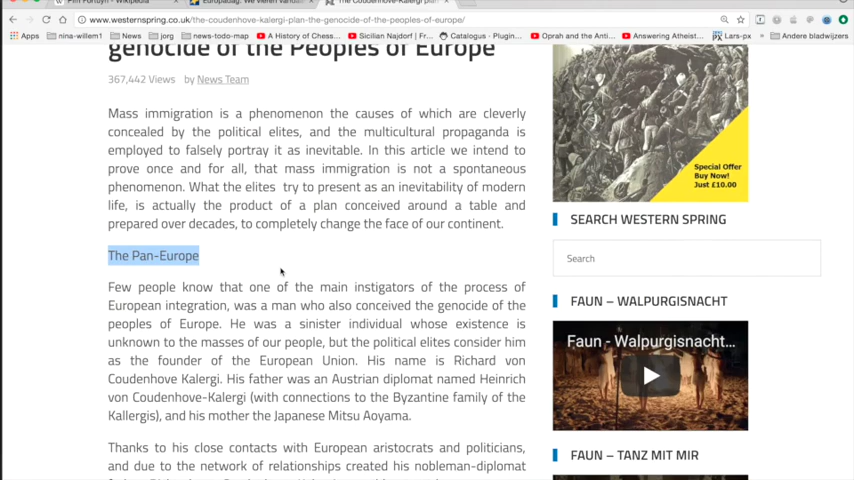 Pim Fortuyn - Wikipedia
The Coudenhove-Kalergi plan
www.westernspring.co.uk/the-coudenhove-kalergi-plan-the-genocide-of-the-peoples-of-europe/
Apps nina-willem1 News jorg news-todo-map A History of Chess... Sicilian Najdorf | Fr... Catalogus - Plugin... Oprah and the Anti... Answering Atheist... Lars-px » Andere bladwijzers
genocide of the Peoples of Europe
367,442 Views by News Team
Mass immigration is a phenomenon the causes of which are cleverly
concealed by the political elites, and the multicultural propaganda is
employed to falsely portray it as inevitable. In this article we intend to
prove once and for all, that mass immigration is not a spontaneous
phenomenon. What the elites try to present as an inevitability of modern
life, is actually the product of a plan conceived around a table and
prepared over decades, to completely change the face of our continent.
The Pan-Europe
Few people know that one of the main instigators of the process of
European integration, was a man who also conceived the genocide of the
peoples of Europe. He was a sinister individual whose existence is
unknown to the masses of our people, but the political elites consider him
as the founder of the European Union. His name is Richard von
Coudenhove Kalergi. His father was an Austrian diplomat named Heinrich
von Coudenhove-Kalergi (with connections to the Byzantine family of the
Kallergis), and his mother the Japanese Mitsu Aoyama.
Thanks to his close contacts with European aristocrats and politicians,
and due to the network of relationships created by his nobleman-diplomat
Special Offer
Buy Now!
Just £10.00
SEARCH WESTERN SPRING
Search
FAUN – WALPURGISNACHT
Faun - Walpurgisnacht...
FAUN – TANZ MIT MIR